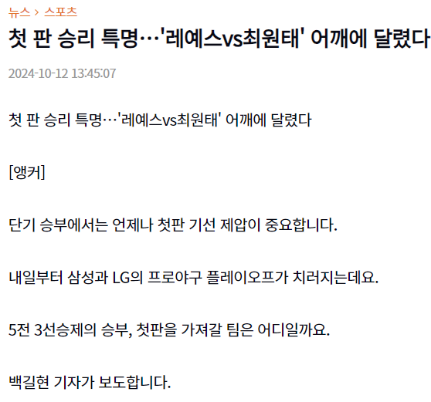 뉴스 > 스포츠
첫 판 승리 특명…'레예스vs최원태' 어깨에 달렸다
2024-10-12 13:45:07
첫 판 승리 특명…'레예스vs최원태' 어깨에 달렸다
[앵커]
단기 승부에서는 언제나 첫판 기선 제압이 중요합니다.
내일부터 삼성과 LG의 프로야구 플레이오프가 치러지는데요.
5전 3선승제의 승부, 첫판을 가져갈 팀은 어디일까요.
백길현 기자가 보도합니다.